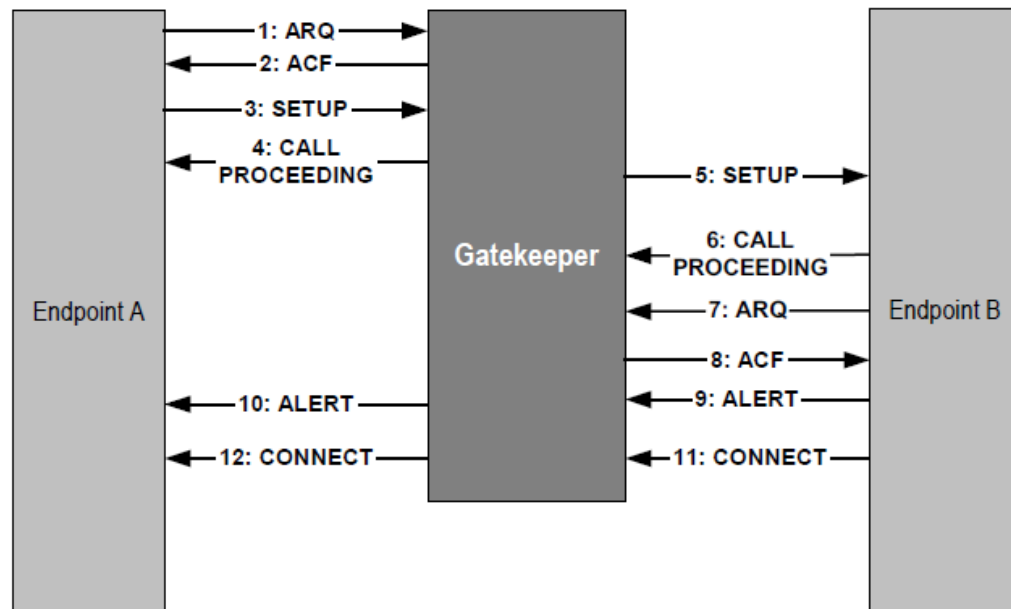 1: ARQ
2: ACF
3: SETUP
4: CALL
PROCEEDING
5: SETUP
6: CALL
PROCEEDING
Gatekeeper
Endpoint A
7: ARQ
Endpoint B
8: ACF
10: ALERT
9: ALERT
12: CONNECT
11: CONNECT